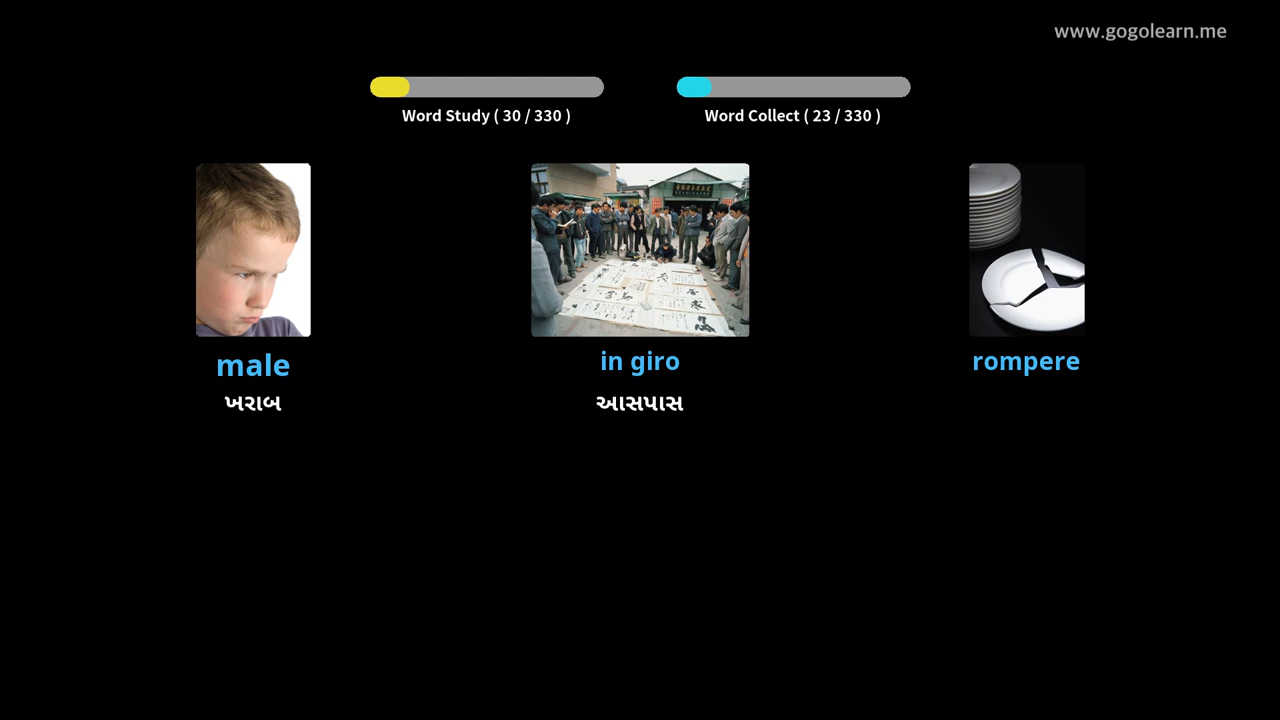 www.gogolearn.me
Word Study ( 30 / 330 )
Word Collect ( 23 / 330 )
male
in giro
rompere
ખરાબ
આસપાસ